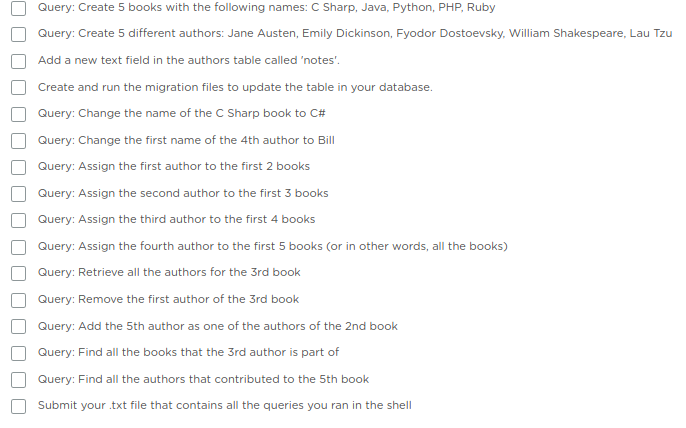 Query: Create 5 books with the following names: C Sharp, Java, Python, PHP, Ruby
Query: Create 5 different authors: Jane Austen, Emily Dickinson, Fyodor Dostoevsky, William Shakespeare, Lau Tzu
Add a new text field in the authors table called 'notes'.
Create and run the migration files to update the table in your database.
Query: Change the name of the C Sharp book to C#
Query: Change the first name of the 4th author to Bill
Query: Assign the first author to the first 2 books
Query: Assign the second author to the first 3 books
Query: Assign the third author to the first 4 books
Query: Assign the fourth author to the first 5 books (or in other words, all the books)
Query: Retrieve all the authors for the 3rd book
Query: Remove the first author of the 3rd book
Query: Add the 5th author as one of the authors of the 2nd book
Query: Find all the books that the 3rd author is part of
Query: Find all the authors that contributed to the 5th book
Submit your .txt file that contains all the queries you ran in the shell